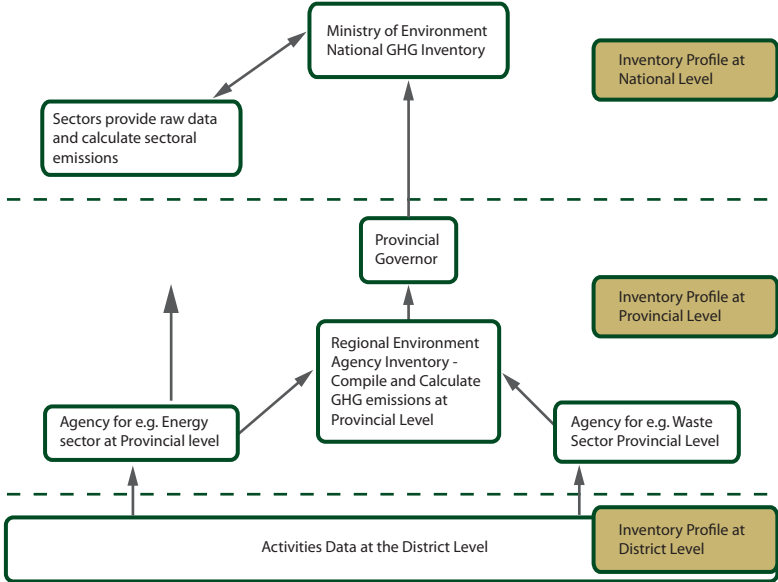 Ministry of Environment
National GHG Inventory
Inventory Profile at
National Level
Sectors provide raw data
and calculate sectoral
emissions
Provincial
Governor
Inventory Profile at
Provincial Level
Regional Environment
Agency Inventory -
Compile and Calculate
GHG emissions at
Provincial Level
Agency for e.g. Energy
sector at Provincial level
Agency for e.g. Waste
Sector Provincial Level
Activities Data at the District Level
Inventory Profile at
District Level